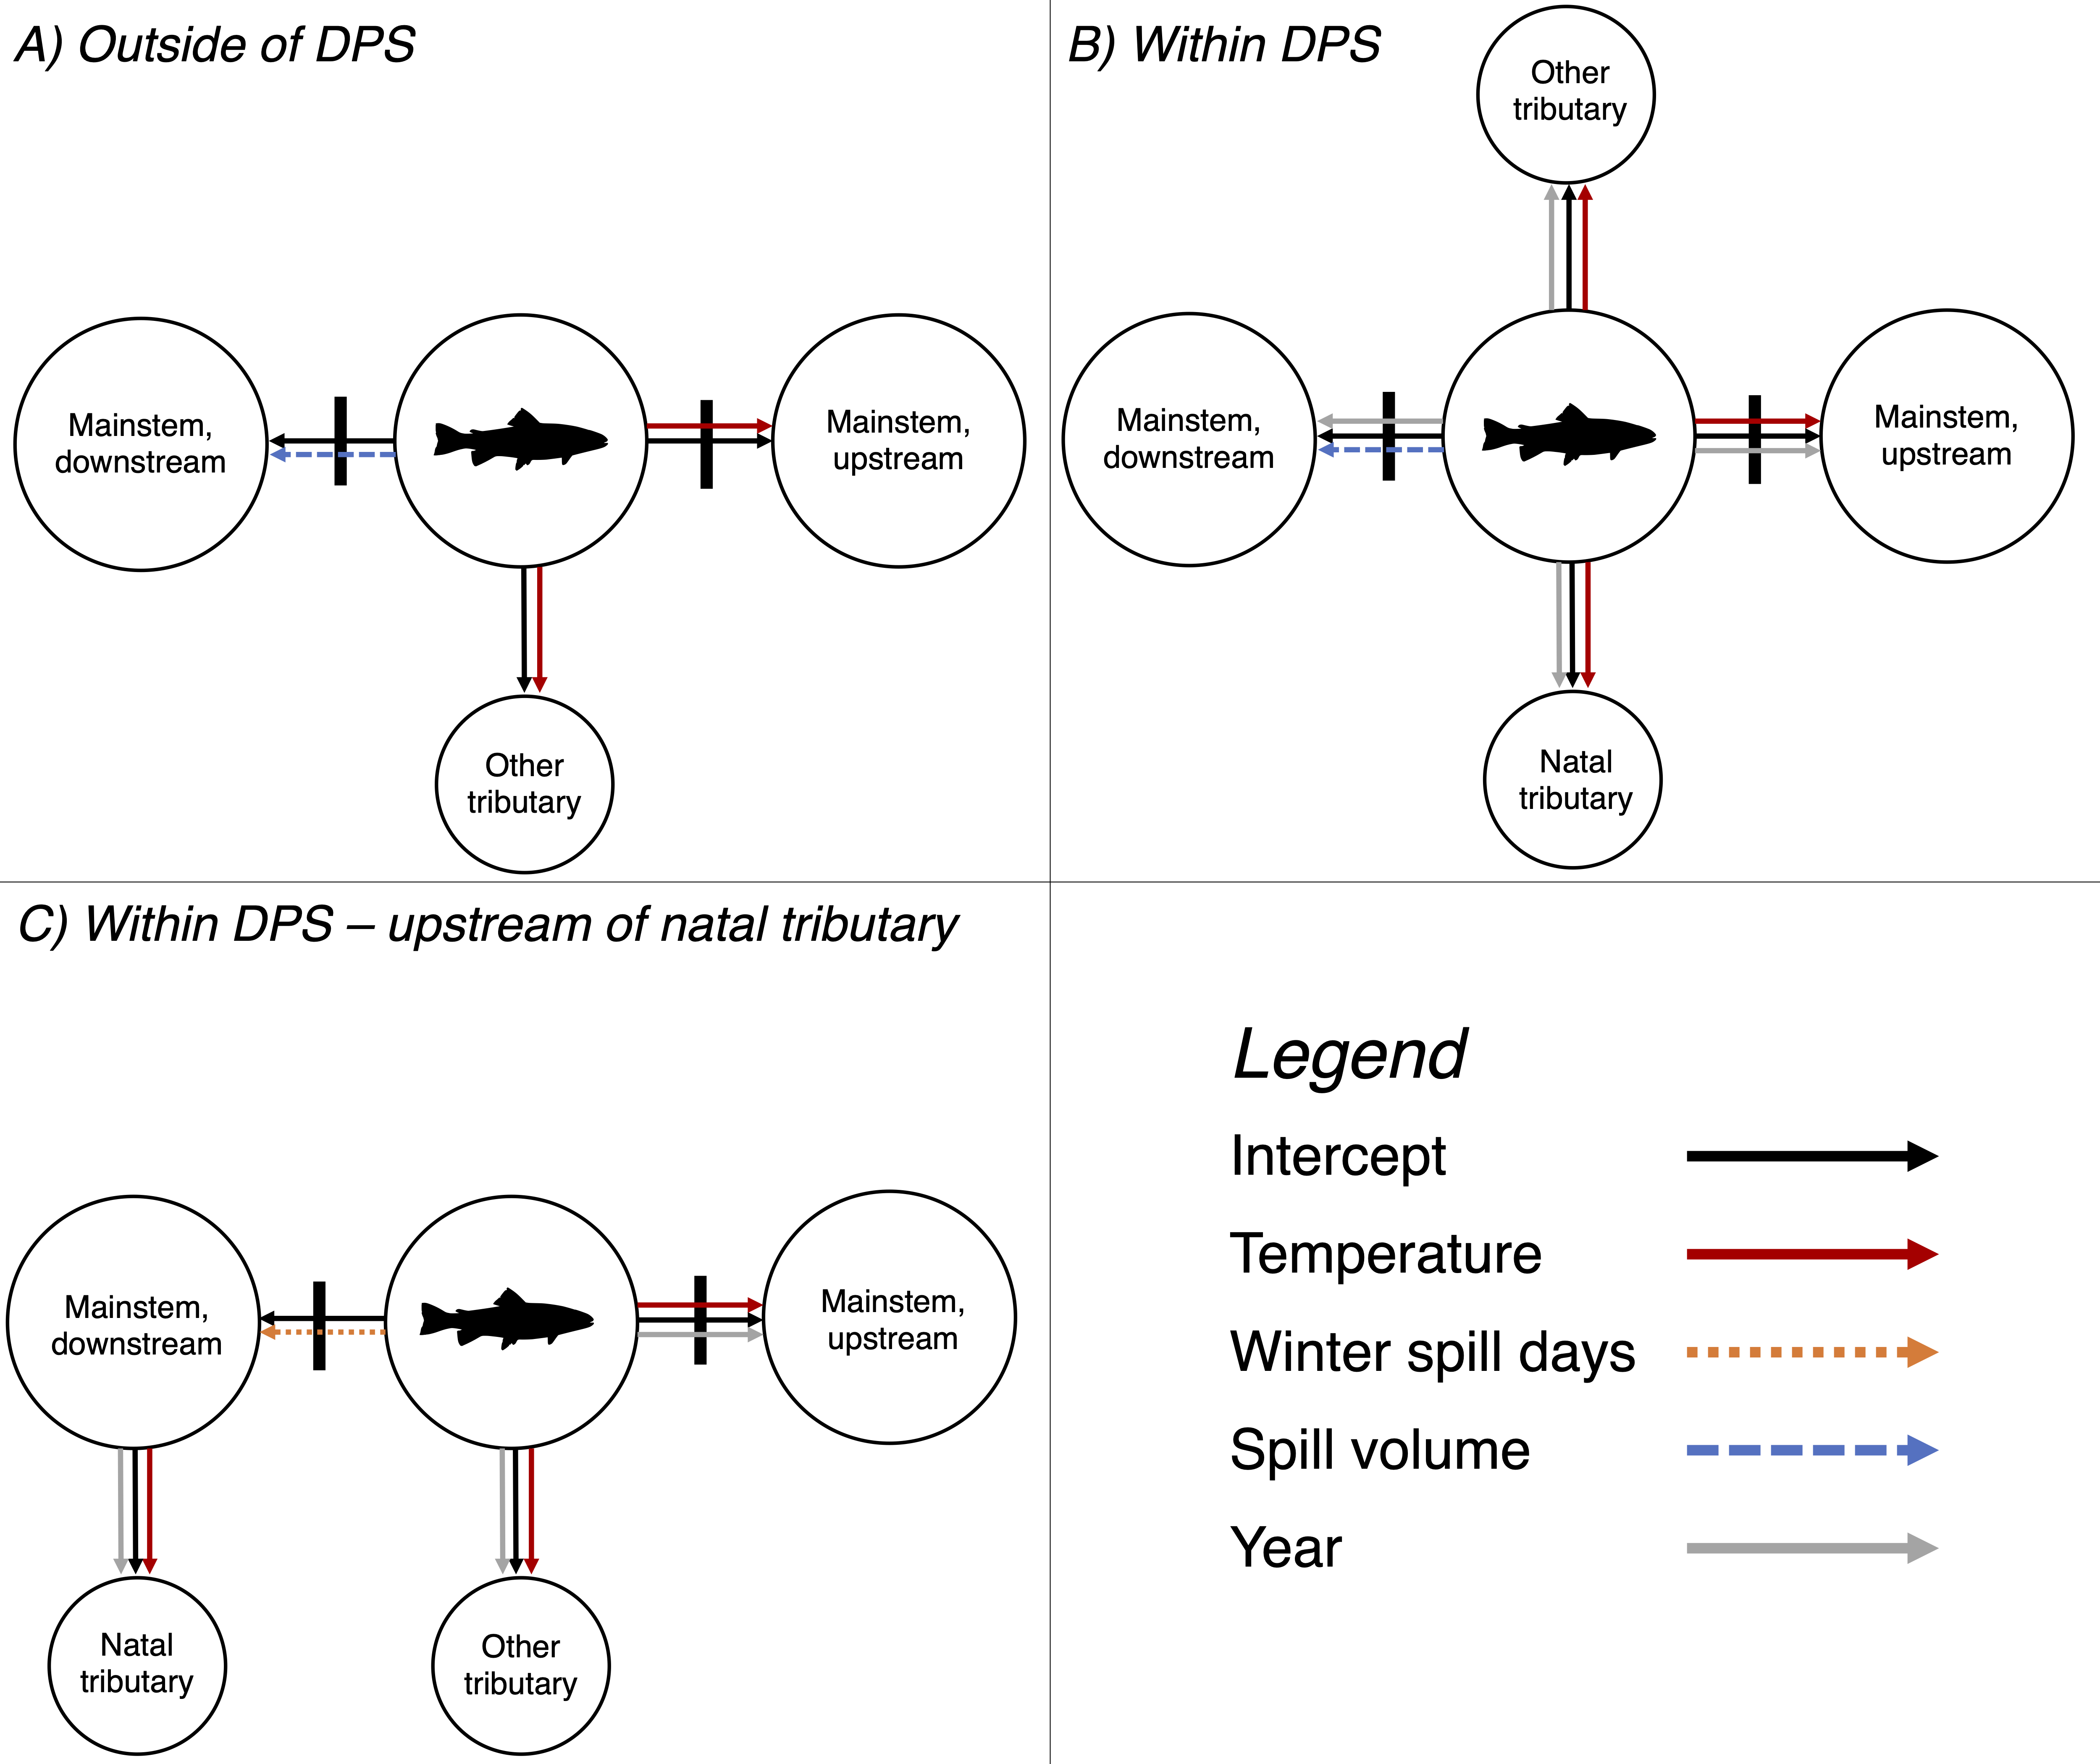 A) Outside of DPS
Mainstem,
downstream
Mainstem,
upstream
Other
tributary
B) Within DPS
Other
tributary
Mainstem,
downstream
Mainstem,
upstream
Natal
tributary
C) Within DPS – upstream of natal tributary
Mainstem,
downstream
Mainstem,
upstream
Natal
tributary
Other
tributary
Legend
Intercept
Temperature
Winter spill days
Spill volume
Year